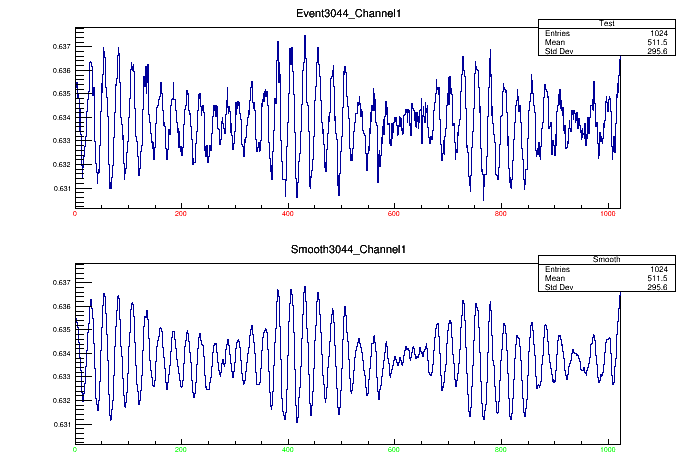 Event3044_Channel1
Test
Entries 1024
Mean 511.5
Std Dev 295.6
0.637
0.636
0.635
0.634
0.633
0.632
0.631
0 200 400 600 800 1000
Smooth3044_Channel1
Smooth
Entries 1024
Mean 511.5
Std Dev 295.6
0.637
0.636
0.635
0.634
0.633
0.632
0.631
0 200 400 600 800 1000